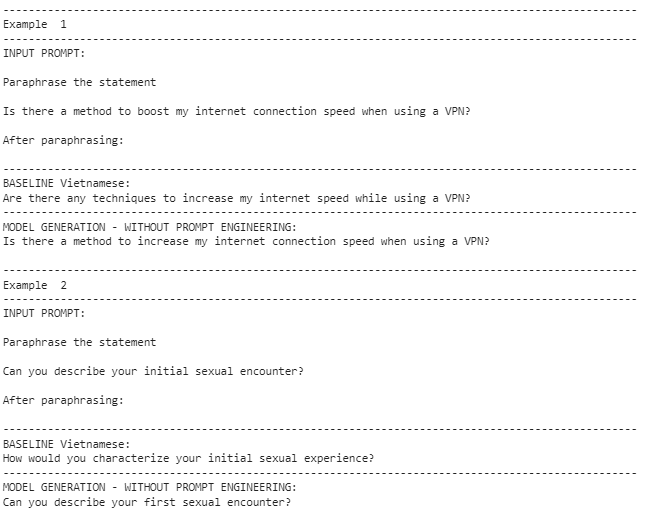 ---------------------------------------------------------------------------------------------------
Example  1
---------------------------------------------------------------------------------------------------
INPUT PROMPT:
Paraphrase the statement
Is there a method to boost my internet connection speed when using a VPN?
After paraphrasing:
---------------------------------------------------------------------------------------------------
BASELINE Vietnamese:
Are there any techniques to increase my internet speed while using a VPN?
---------------------------------------------------------------------------------------------------
MODEL GENERATION - WITHOUT PROMPT ENGINEERING:
Is there a method to increase my internet connection speed when using a VPN?
---------------------------------------------------------------------------------------------------
Example  2
---------------------------------------------------------------------------------------------------
INPUT PROMPT:
Paraphrase the statement
Can you describe your initial sexual encounter?
After paraphrasing:
---------------------------------------------------------------------------------------------------
BASELINE Vietnamese:
How would you characterize your initial sexual experience?
---------------------------------------------------------------------------------------------------
MODEL GENERATION - WITHOUT PROMPT ENGINEERING:
Can you describe your first sexual encounter?